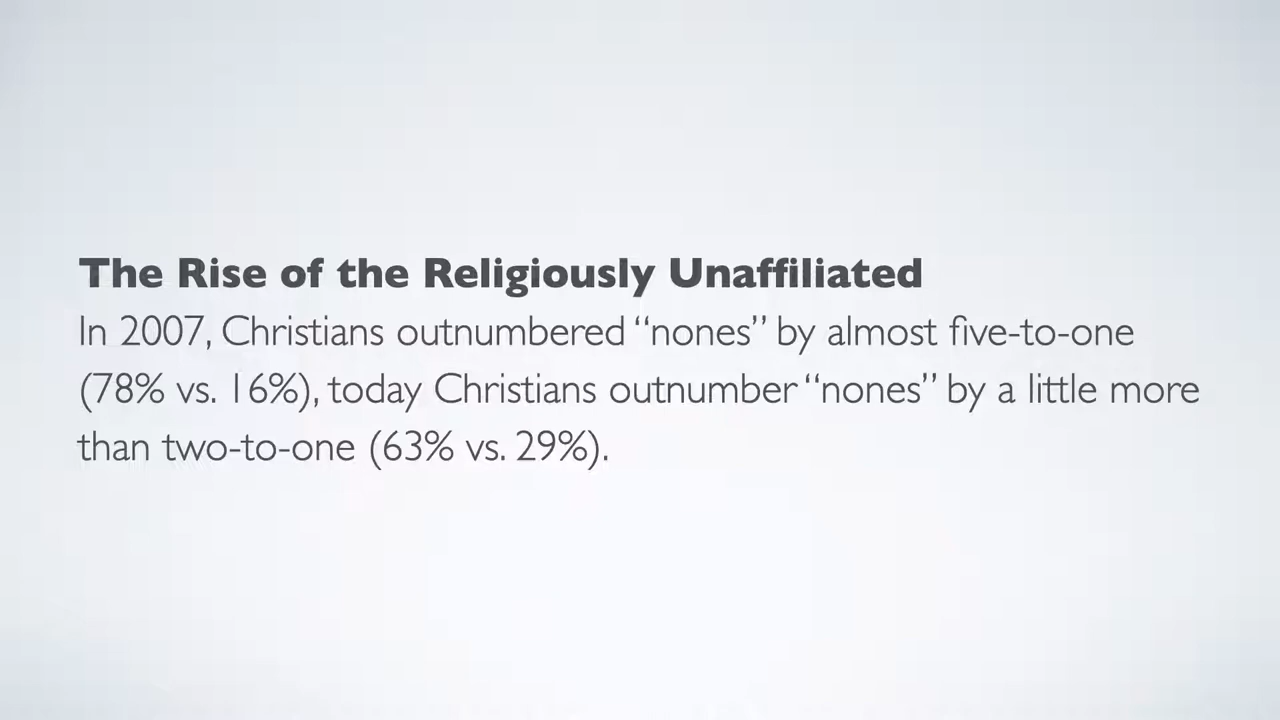 The Rise of the Religiously Unaffiliated
In 2007, Christians outnumbered “nones” by almost five-to-one
(78% vs. 16%), today Christians outnumber “nones” by a little more
than two-to-one (63% vs. 29%).